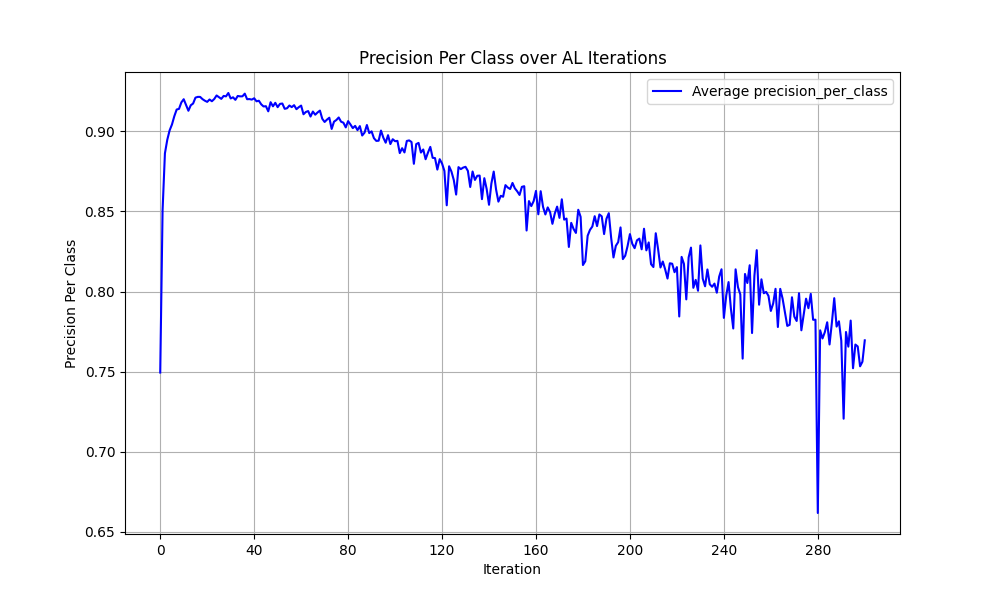 Precision Per Class over AL Iterations
Average precision_per_class
Precision Per Class
0.90
0.85
0.80
0.75
0.70
0.65
0 40 80 120 160 200 240 280
Iteration